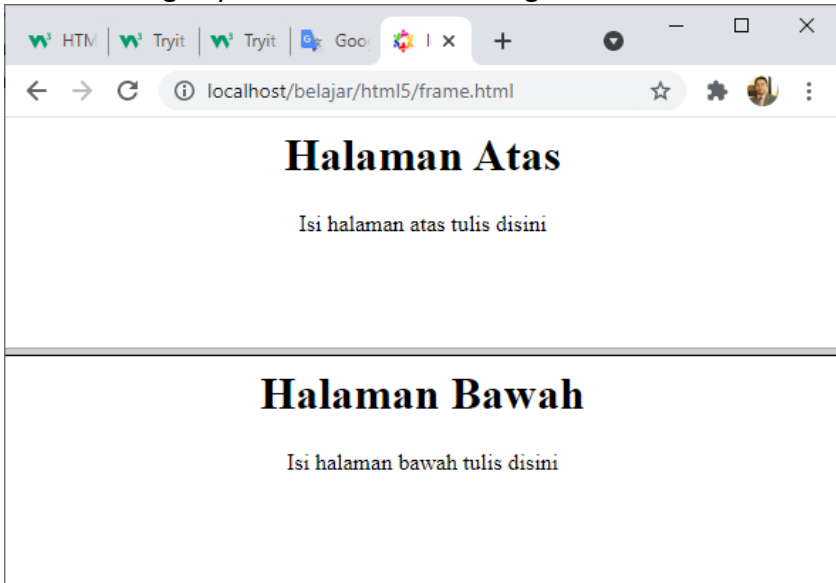 HTM Tryit Tryit Goo
localhost/belajar/html5/frame.html
Halaman Atas
Isi halaman atas tulis disini
Halaman Bawah
Isi halaman bawah tulis disini